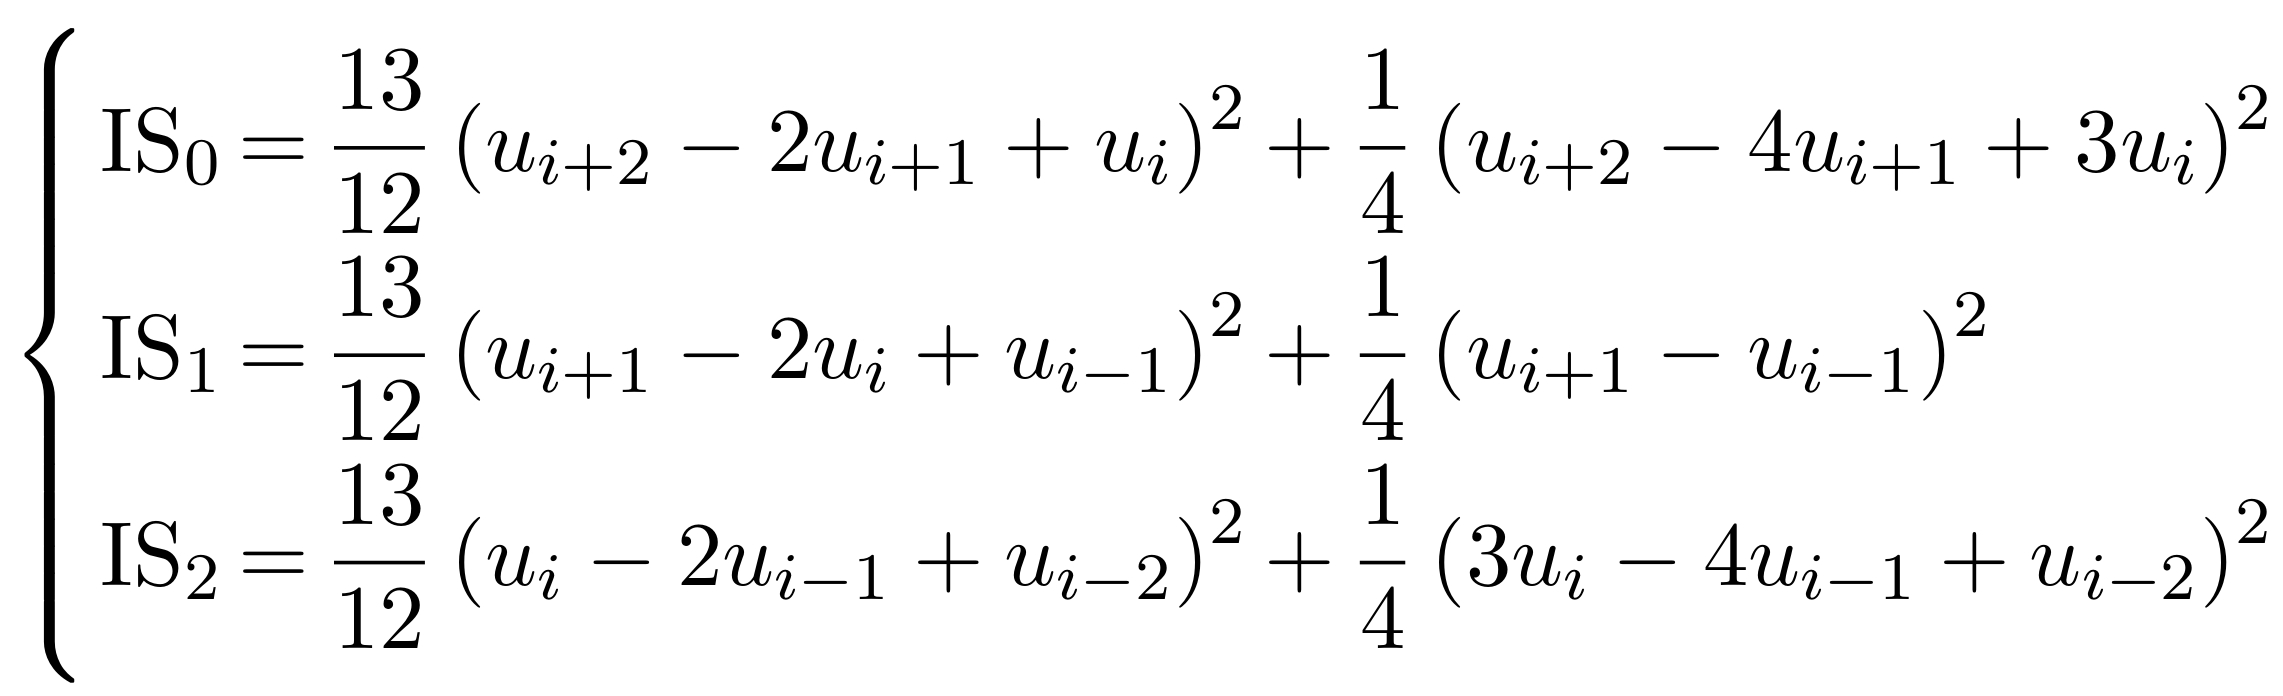 IS_0 = \frac{13}{12} (u_{i+2} - 2u_{i+1} + u_i)^2 + \frac{1}{4} (u_{i+2} - 4u_{i+1} + 3u_i)^2
IS_1 = \frac{13}{12} (u_{i+1} - 2u_i + u_{i-1})^2 + \frac{1}{4} (u_{i+1} - u_{i-1})^2
IS_2 = \frac{13}{12} (u_i - 2u_{i-1} + u_{i-2})^2 + \frac{1}{4} (3u_i - 4u_{i-1} + u_{i-2})^2